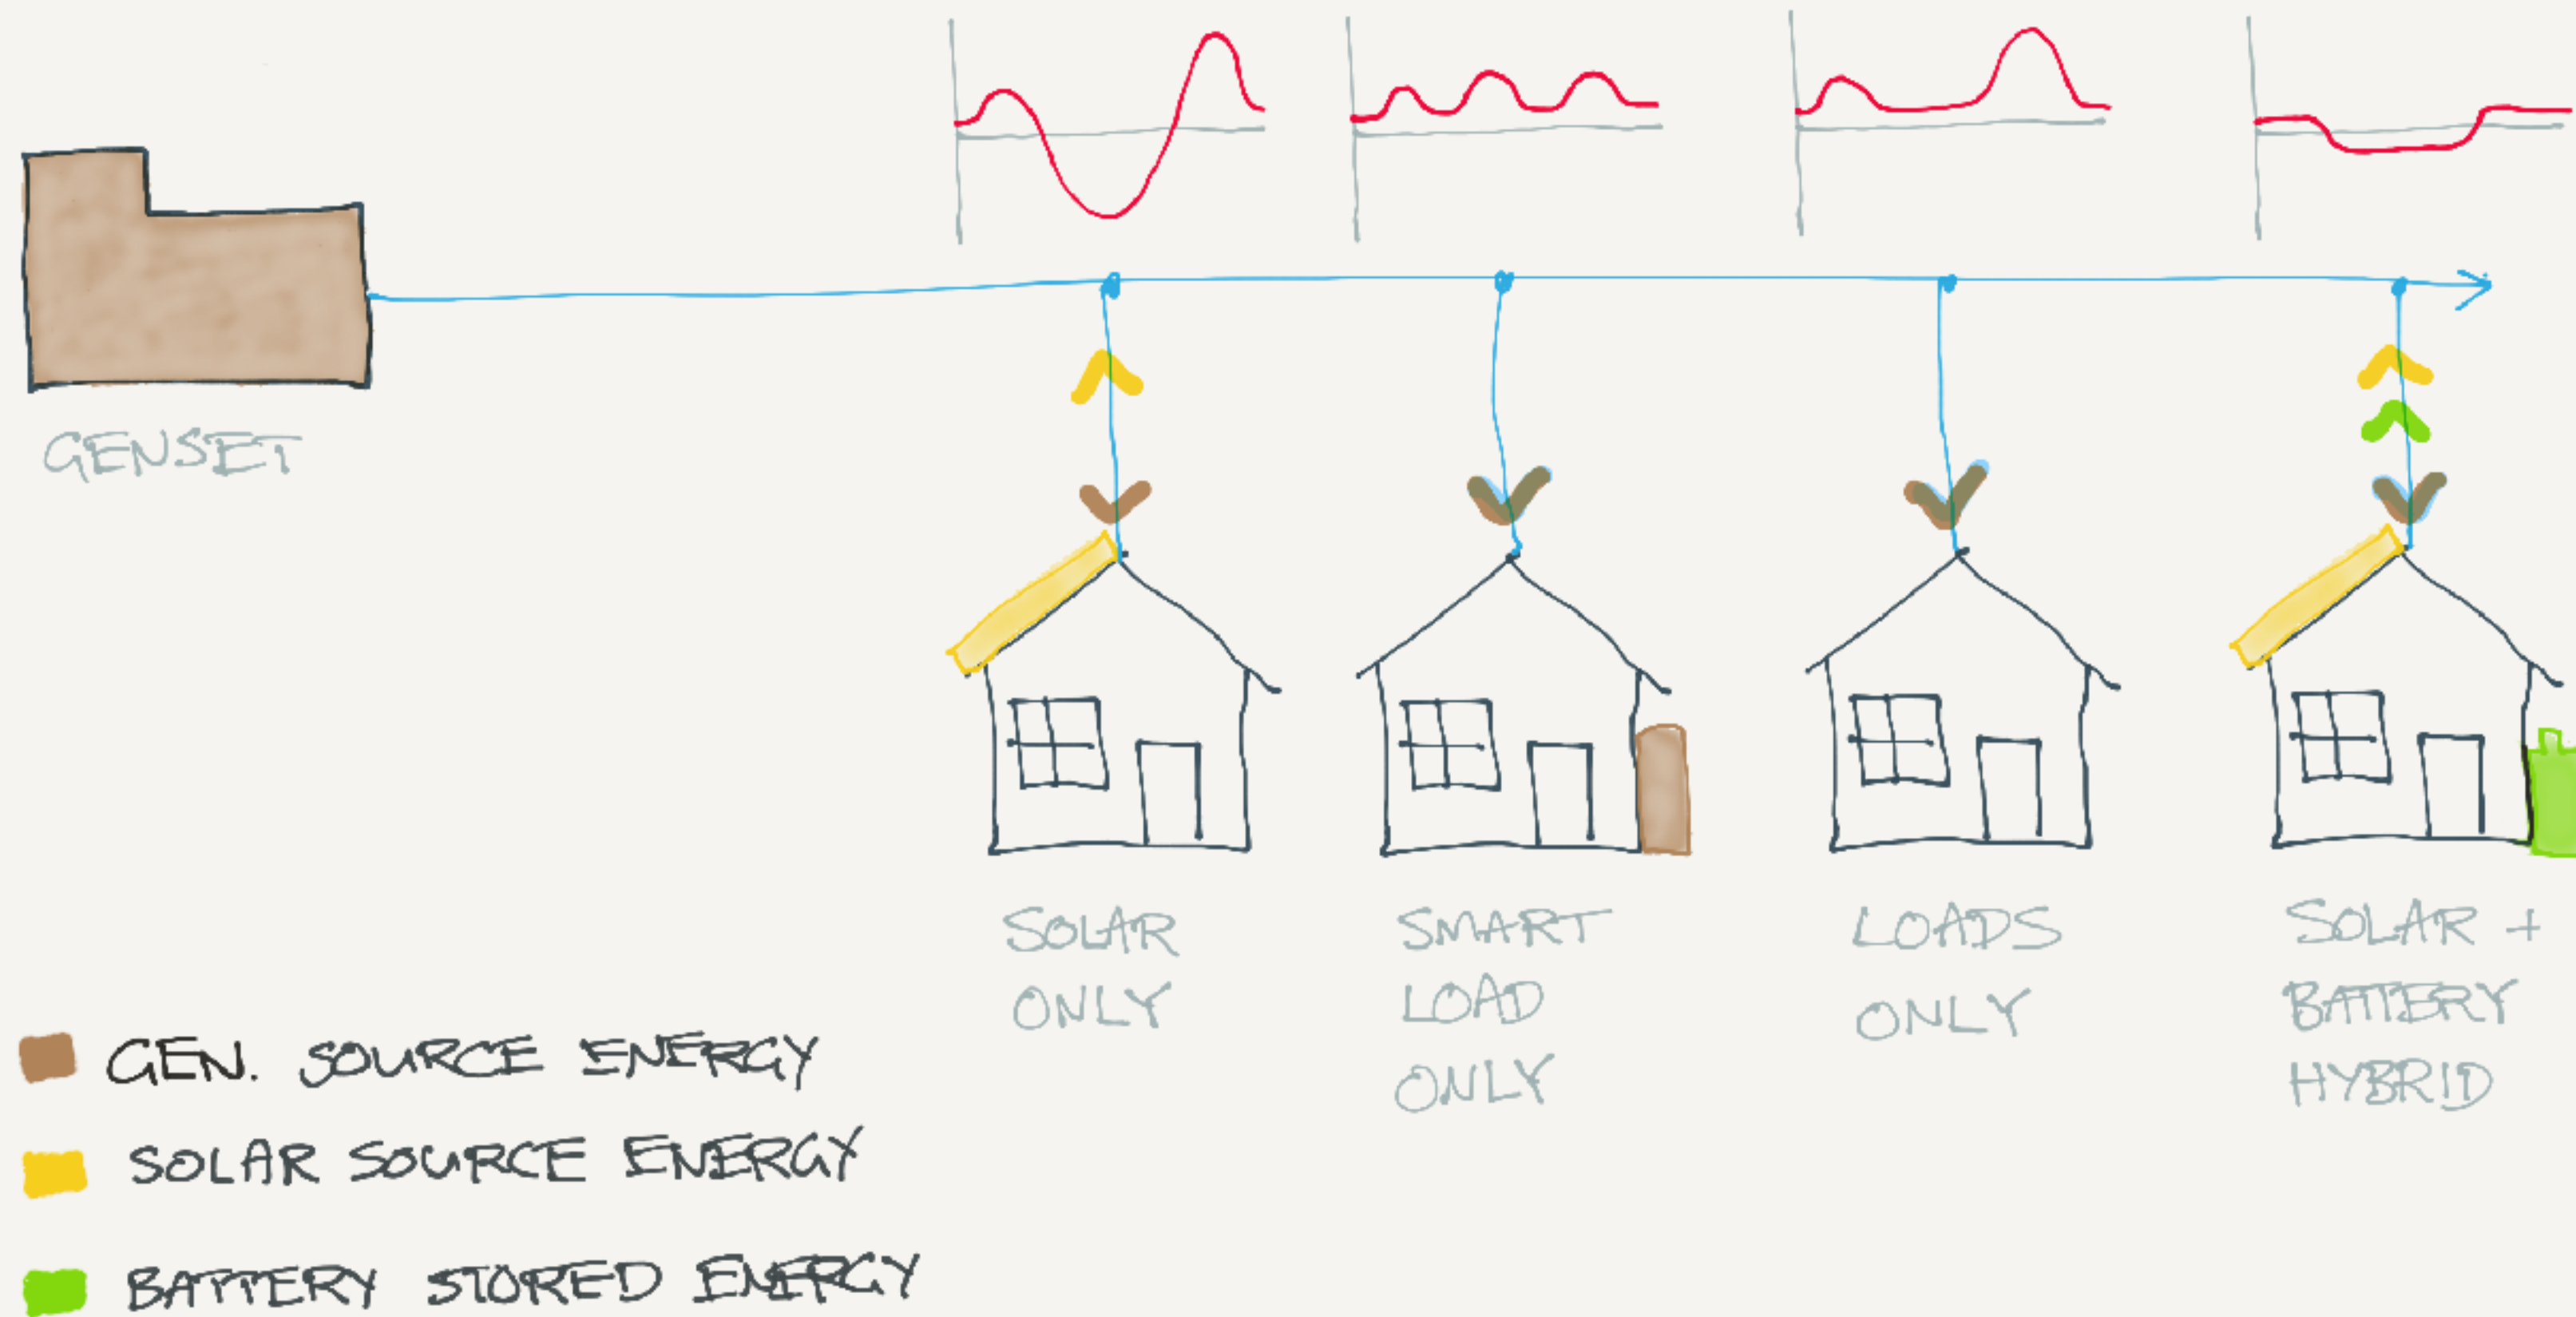 GENSET
SOLAR
ONLY
SMART
LOAD
ONLY
LOADS
ONLY
SOLAR +
BATTERY
HYBRID
GEN. SOURCE ENERGY
SOLAR SOURCE ENERGY
BATTERY STORED ENERGY